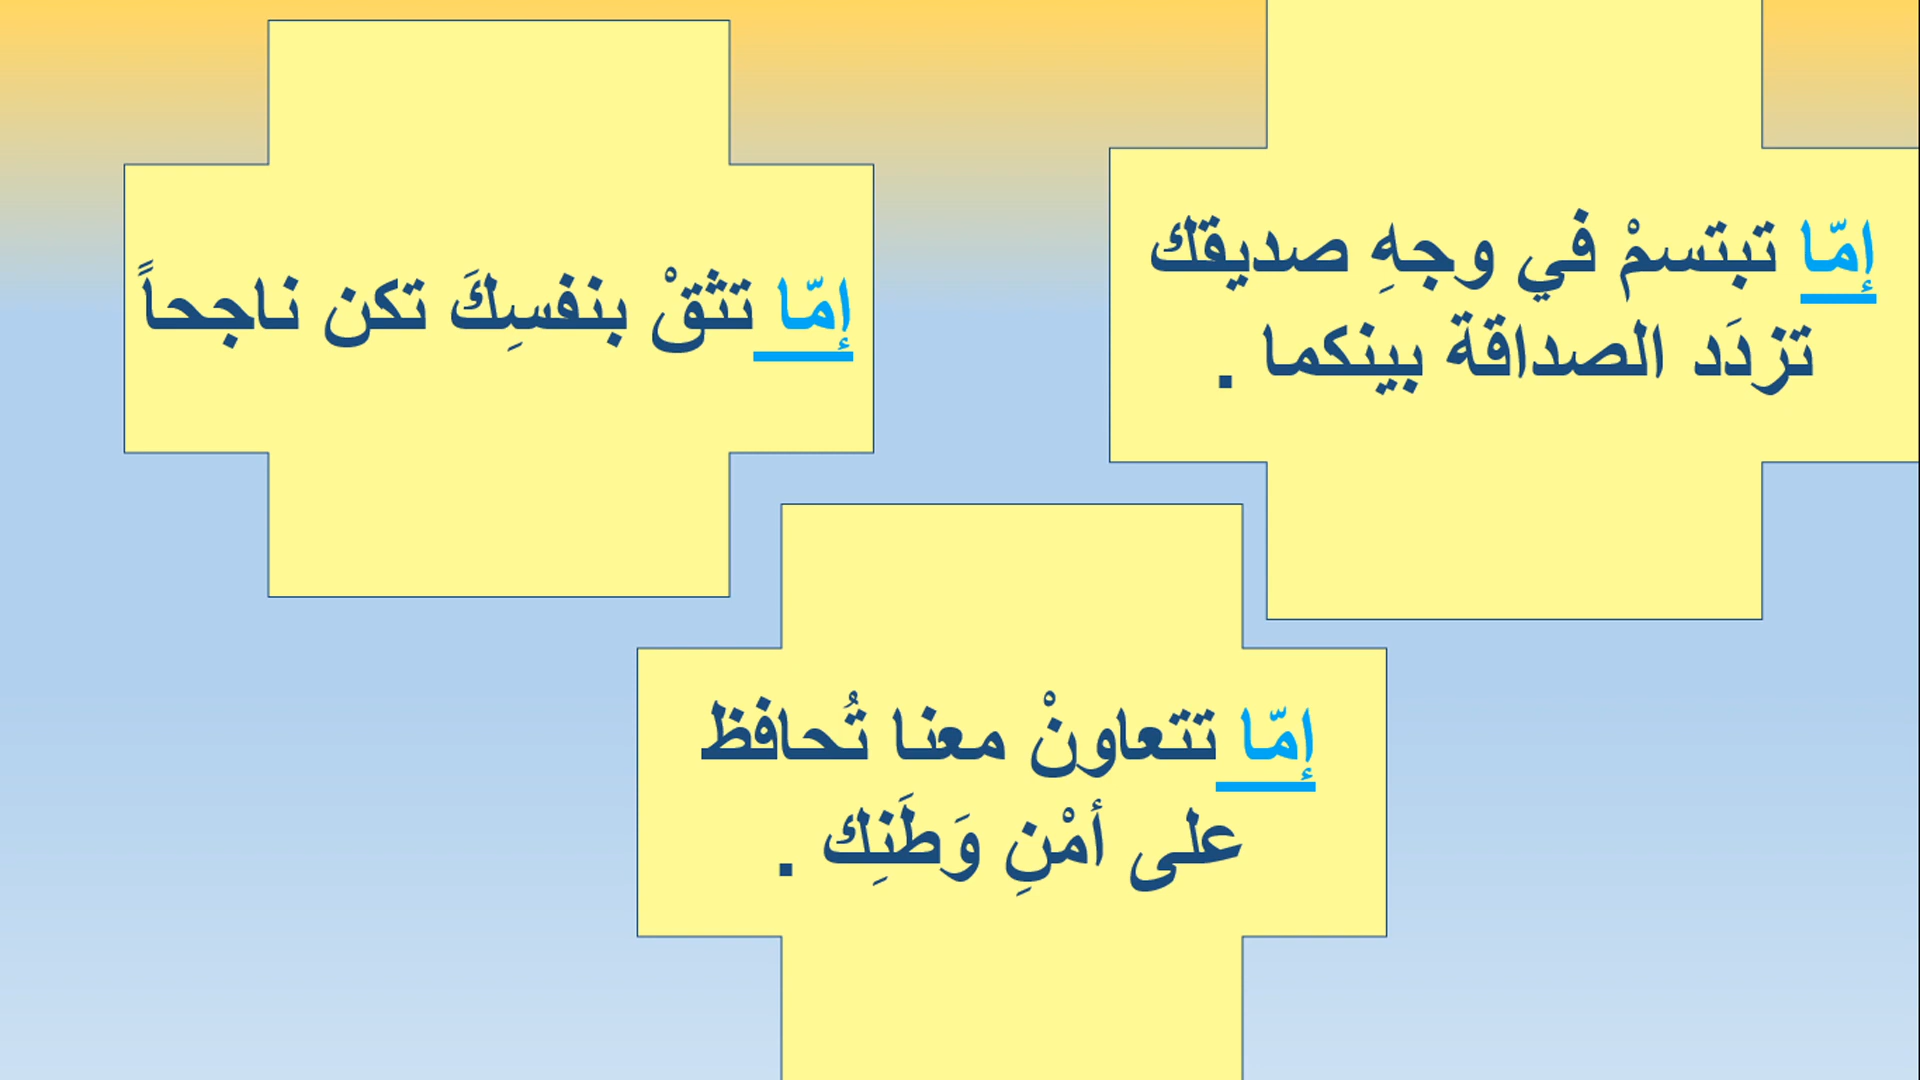 إمّا تبتسمْ في وجهِ صديقك
تزدَد الصداقة بينكما .
إمّا تثقْ بنفسِكَ تكن ناجحاً
إمّا تتعاونْ معنا تُحافظ
على أمْنِ وَطَنِك .